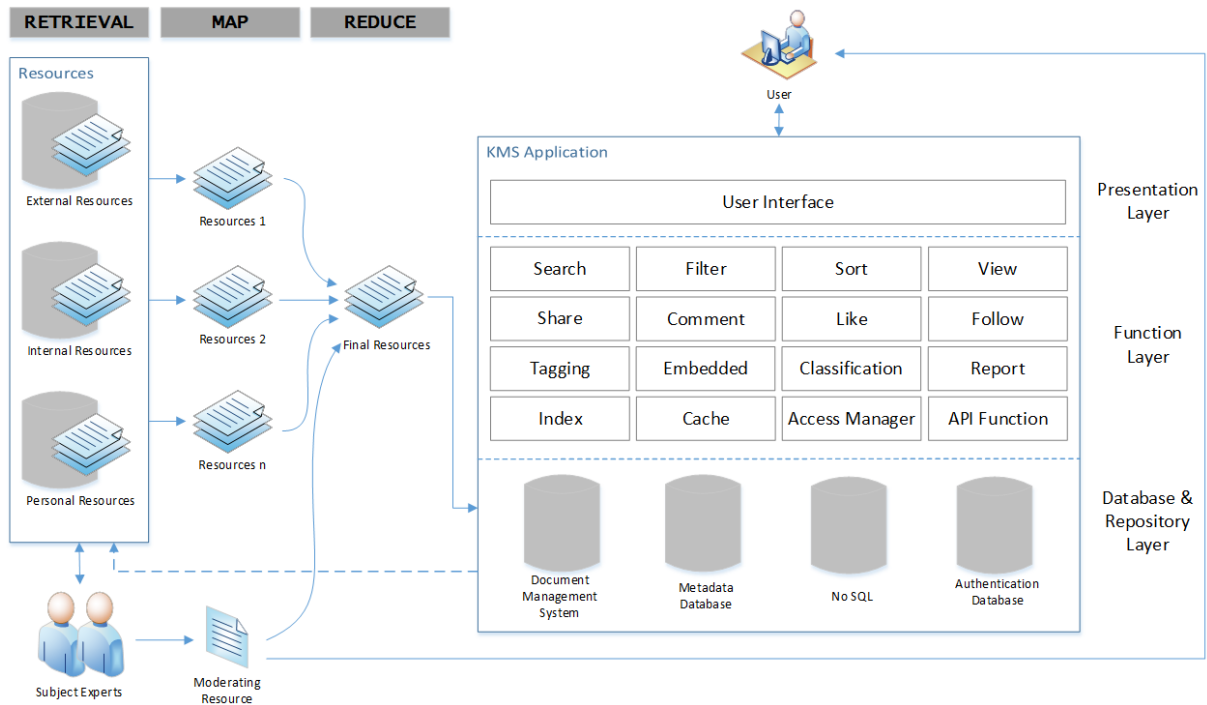 RETRIEVAL
MAP
REDUCE
Resources
External Resources
Internal Resources
Personal Resources
Subject Experts
Resources 1
Resources 2
Resources n
Moderating
Resource
Final Resources
User
KMS Application
User Interface
Search
Filter
Sort
View
Share
Comment
Like
Follow
Tagging
Embedded
Classification
Report
Index
Cache
Access Manager
API Function
Document
Management
System
Metadata
Database
No SQL
Authentication
Database
Presentation
Layer
Function
Layer
Database &
Repository
Layer